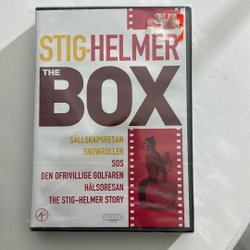 STIG-HELMER
THE
BOX
SÄLLSKAPSRESAN
SNOWROLLER
SOS
DEN OFRIVILLIGE GOLFAREN
HÄLSORESAN
THE STIG-HELMER STORY